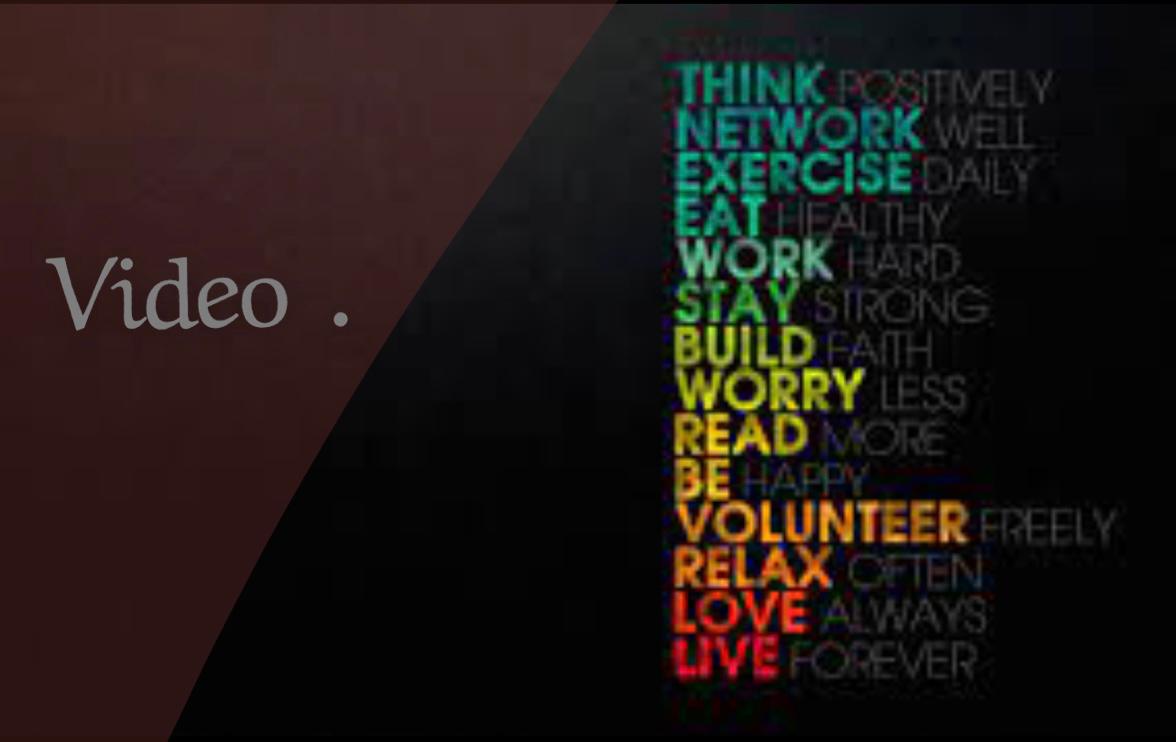 Video .
THINK POSITIVELY
NETWORK WELL
EXERCISE DAILY
EAT HEALTHY
WORK HARD
STAY STRONG
BUILD FAITH
WORRY LESS
READ MORE
BE HAPPY
VOLUNTEER FREELY
RELAX OFTEN
LOVE ALWAYS
LIVE FOREVER